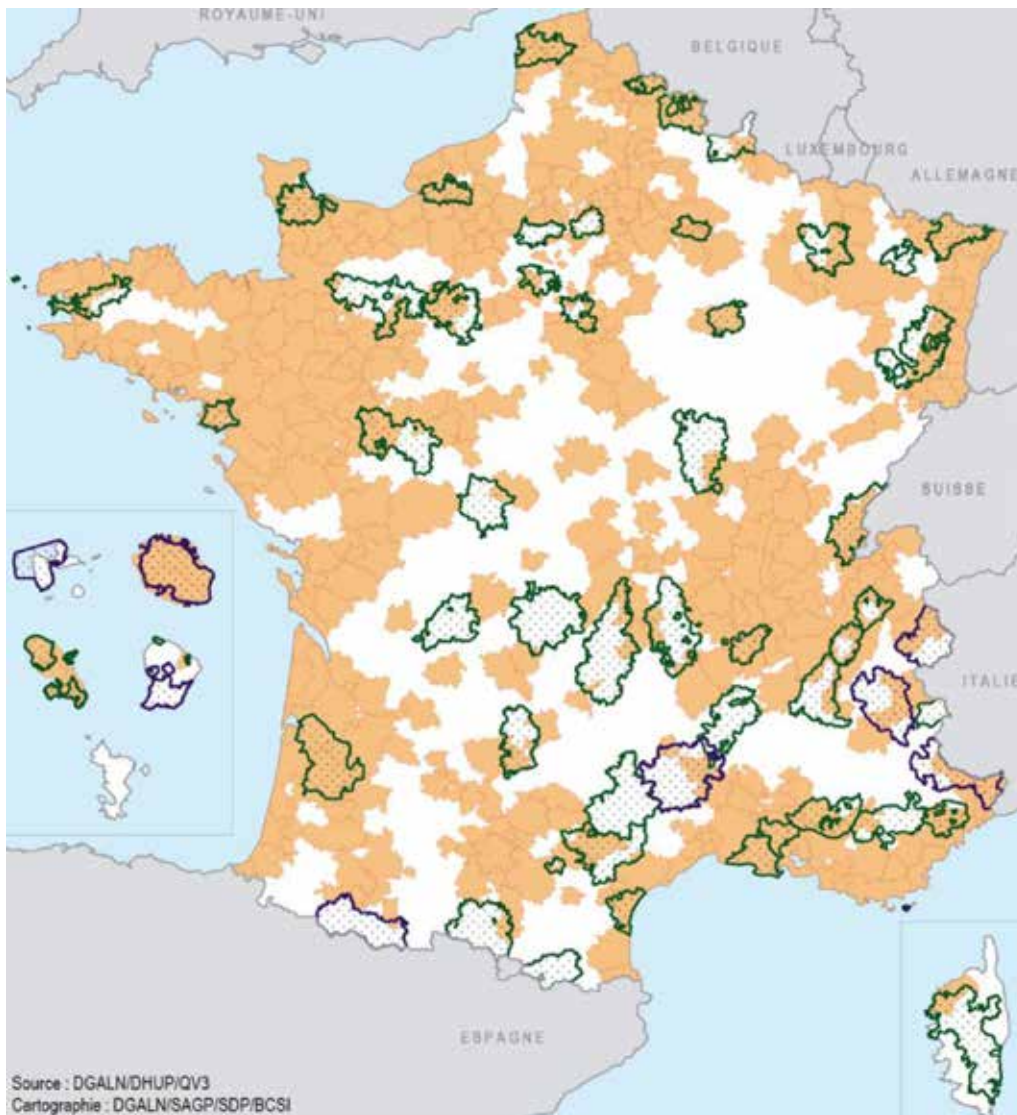 ROYAUME-UNI
BELGIQUE
LUXEMBOURG
ALLEMAGNE
SUISSE
ITALIE
ESPAGNE
Source : DGALN/DHUP/QV3
Cartographie : DGALN/SAGP/SDP/BCSI